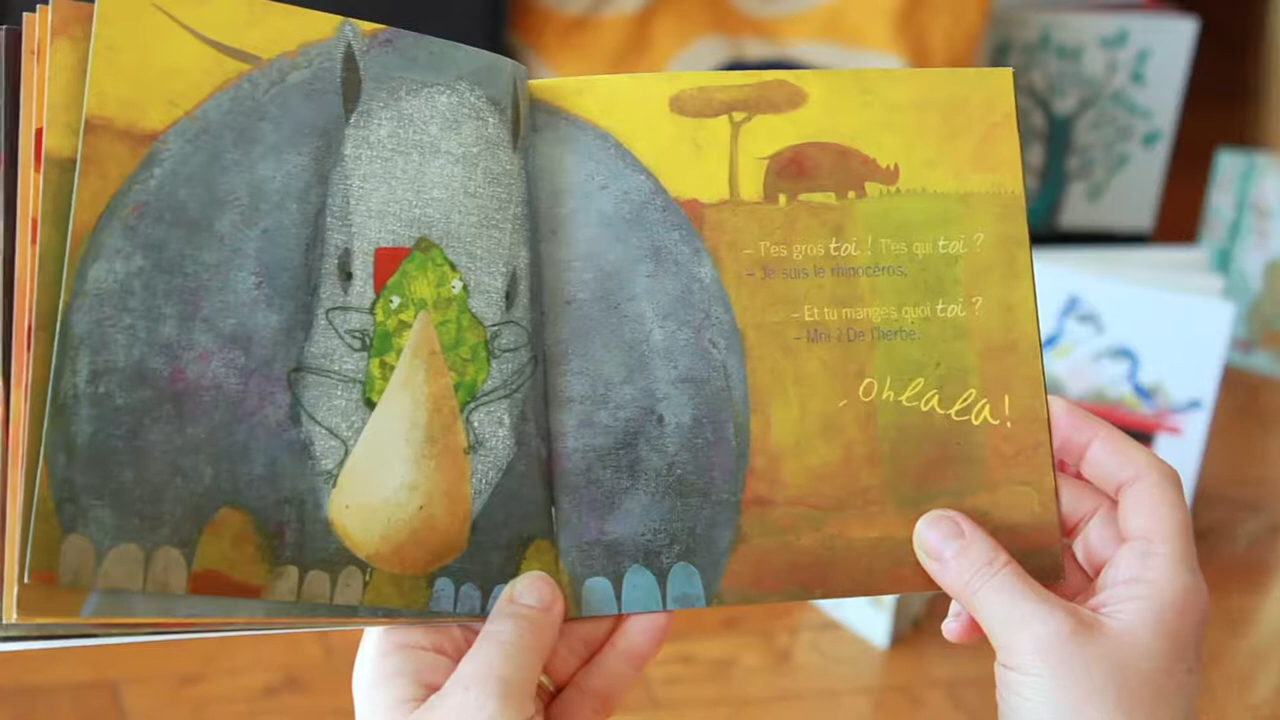 – T'es gros toi ! T'es qui toi ?
– Je suis le rhinocéros.
– Et tu manges quoi toi ?
– Moi ? De l'herbe.
- Ohlala!